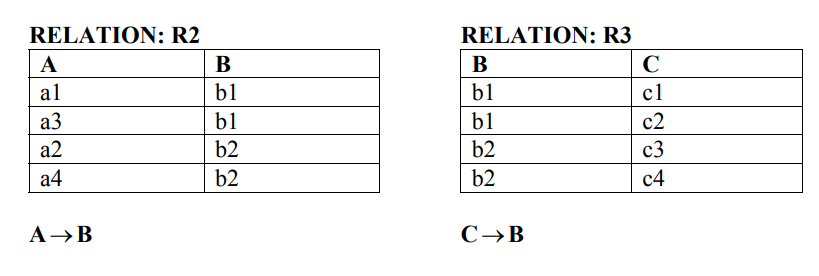 RELATION: R2
A B
a1 b1
a3 b1
a2 b2
a4 b2
A→B
RELATION: R3
B C
b1 c1
b1 c2
b2 c3
b2 c4
C→B